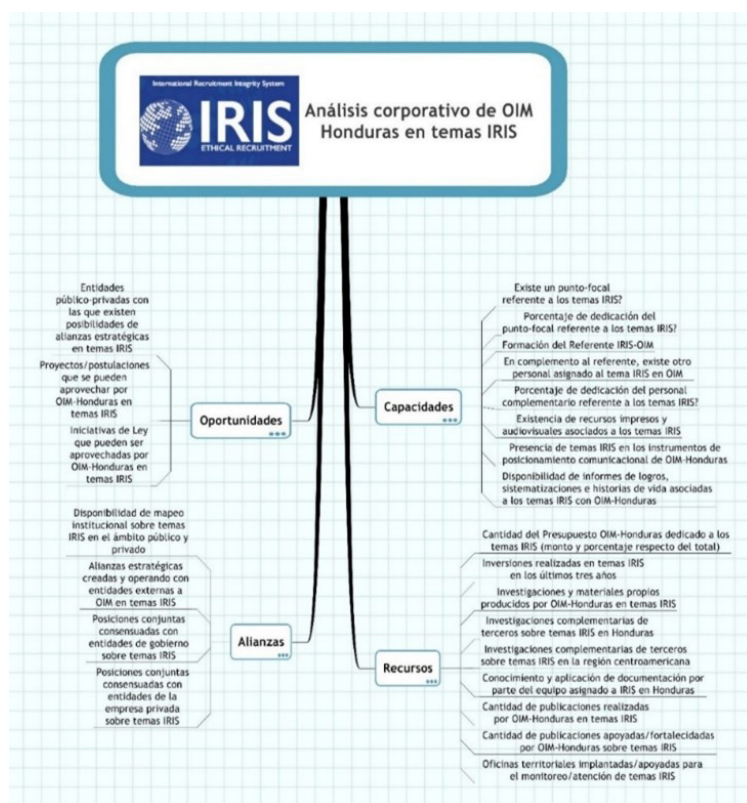 International Recruitment Integrity System
IRIS
ETHICAL RECRUITMENT
Análisis corporativo de OIM
Honduras en temas IRIS
Entidades
público-privadas con
las que existen
posibilidades de
alianzas estratégicas
en temas IRIS
Proyectos/postulaciones
que se pueden
aprovechar por
OIM-Honduras en
temas IRIS
Iniciativas de Ley
que pueden ser
aprovechadas por
OIM-Honduras en
temas IRIS
Oportunidades
Existe un punto-focal
referente a los temas IRIS?
Porcentaje de dedicación del
punto-focal referente a los temas IRIS?
Formación del Referente IRIS-OIM
En complemento al referente, existe otro
personal asignado al tema IRIS en OIM
Porcentaje de dedicación del personal
complementario referente a los temas IRIS?
Existencia de recursos impresos y
audiovisuales asociados a los temas IRIS
Presencia de temas IRIS en los instrumentos de
posicionamiento comunicacional de OIM-Honduras
Disponibilidad de informes de logros,
sistematizaciones e historias de vida asociadas
a los temas IRIS con OIM-Honduras
Capacidades
Disponibilidad de mapeo
institucional sobre temas
IRIS en el ámbito público y
privado
Alianzas estratégicas
creadas y operando con
entidades externas a
OIM en temas IRIS
Posiciones conjuntas
consensuadas con
entidades de gobierno
sobre temas IRIS
Posiciones conjuntas
consensuadas con
entidades de la
empresa privada
sobre temas IRIS
Alianzas
Cantidad del Presupuesto OIM-Honduras dedicado a los
temas IRIS (monto y porcentaje respecto del total)
Inversiones realizadas en temas IRIS
en los últimos tres años
Investigaciones y materiales propios
producidos por OIM-Honduras en temas IRIS
Investigaciones complementarias de
terceros sobre temas IRIS en Honduras
Investigaciones complementarias de terceros
sobre temas IRIS en la región centroamericana
Conocimiento y aplicación de documentación por
parte del equipo asignado a IRIS en Honduras
Cantidad de publicaciones realizadas
por OIM-Honduras en temas IRIS
Cantidad de publicaciones apoyadas/fortalecidadas
por OIM-Honduras sobre temas IRIS
Oficinas territoriales implantadas/apoyadas para
el monitoreo/atención de temas IRIS
Recursos